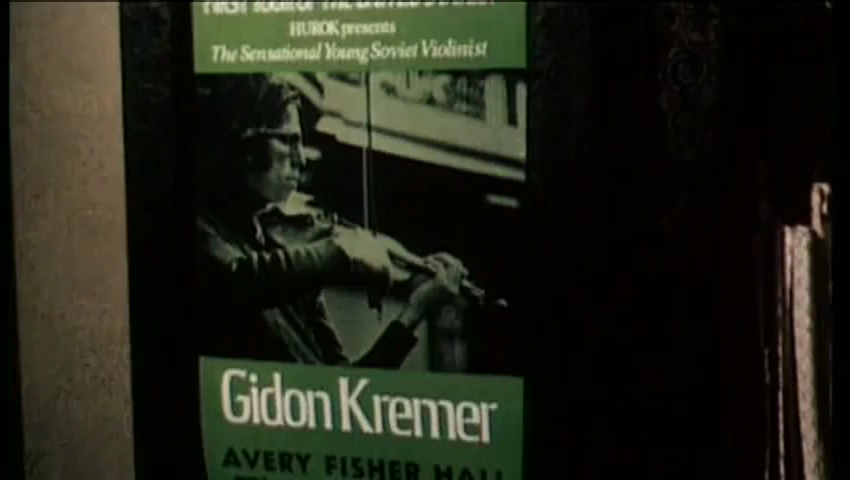 HUROK presents
The Sensational Young Soviet Violinist
Gidon Kremer
AVERY FISHER HALL